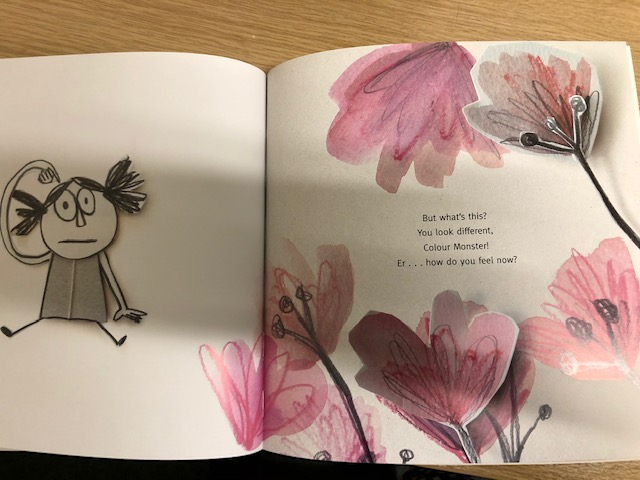 But what's this?
You look different,
Colour Monster!
Er . . . how do you feel now?